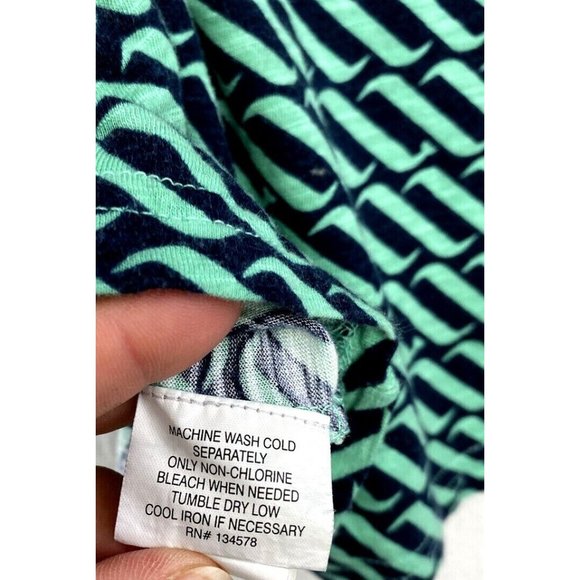 MACHINE WASH COLD
SEPARATELY
ONLY NON-CHLORINE
BLEACH WHEN NEEDED
TUMBLE DRY LOW
COOL IRON IF NECESSARY
RN# 134578